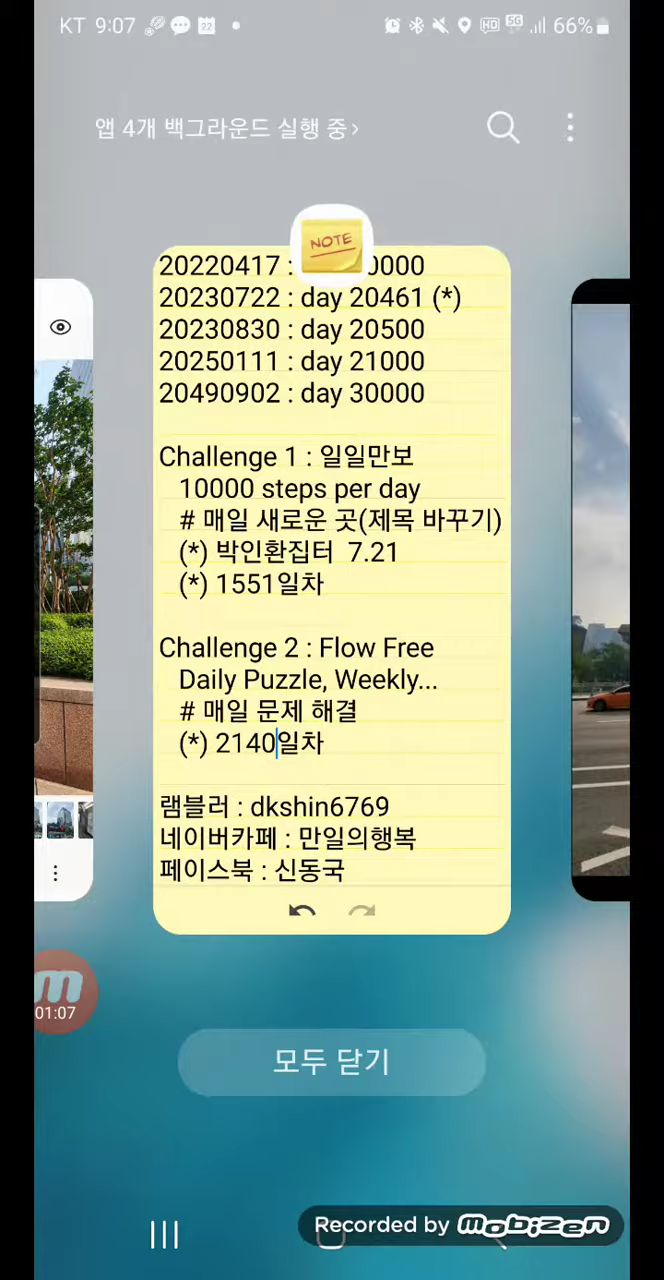 KT 9:07 22 HD 5G 66%
앱 4개 백그라운드 실행 중 >
NOTE
20220417 : 0000
20230722 : day 20461 (*)
20230830 : day 20500
20250111 : day 21000
20490902 : day 30000
Challenge 1 : 일일만보
10000 steps per day
# 매일 새로운 곳(제목 바꾸기)
(*) 박인환집터 7.21
(*) 1551일차
Challenge 2 : Flow Free
Daily Puzzle, Weekly...
# 매일 문제 해결
(*) 2140일차
램블러 : dkshin6769
네이버카페 : 만일의행복
페이스북 : 신동국
m
01:07
모두 닫기
Recorded by mobizen